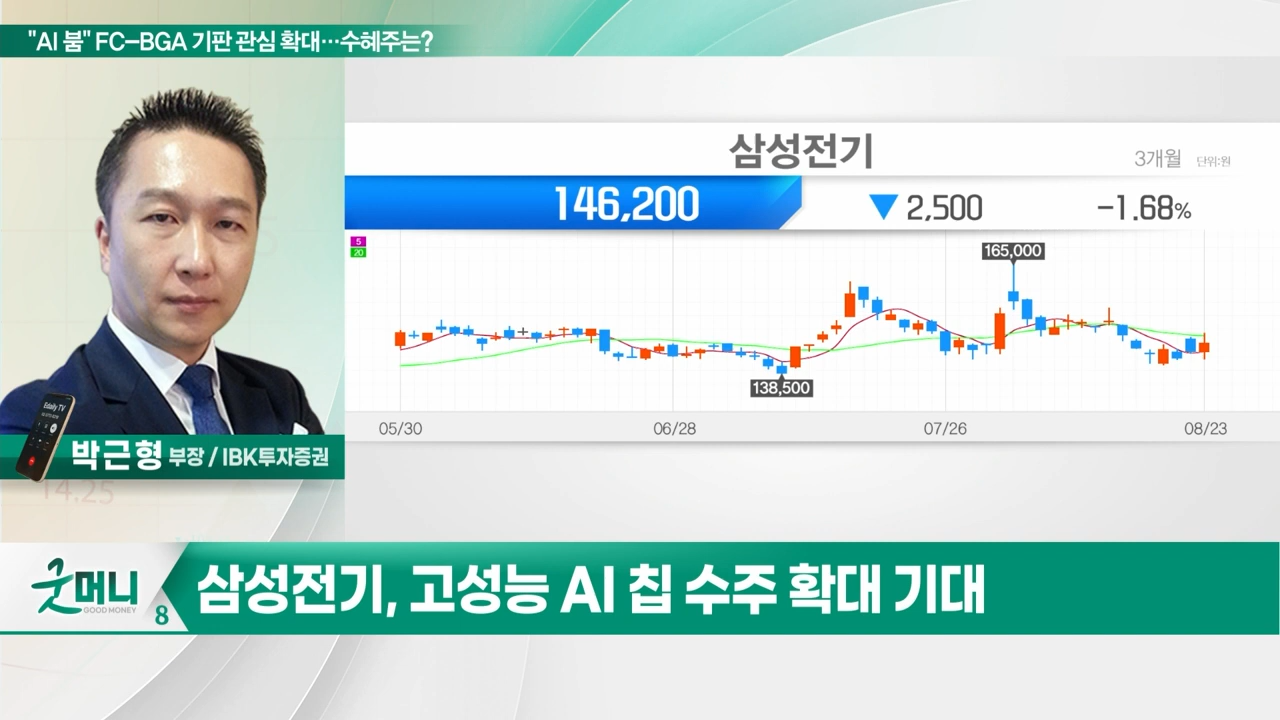 "AI 붐" FC-BGA 기판 관심 확대…수혜주는?
삼성전기
3개월 단위:원
146,200 ▼ 2,500 -1.68%
5
20
165,000
138,500
05/30 06/28 07/26 08/23
Edaily TV
박근형 부장 / IBK투자증권
14.25
굿머니
GOOD MONEY
8
삼성전기, 고성능 AI 칩 수주 확대 기대